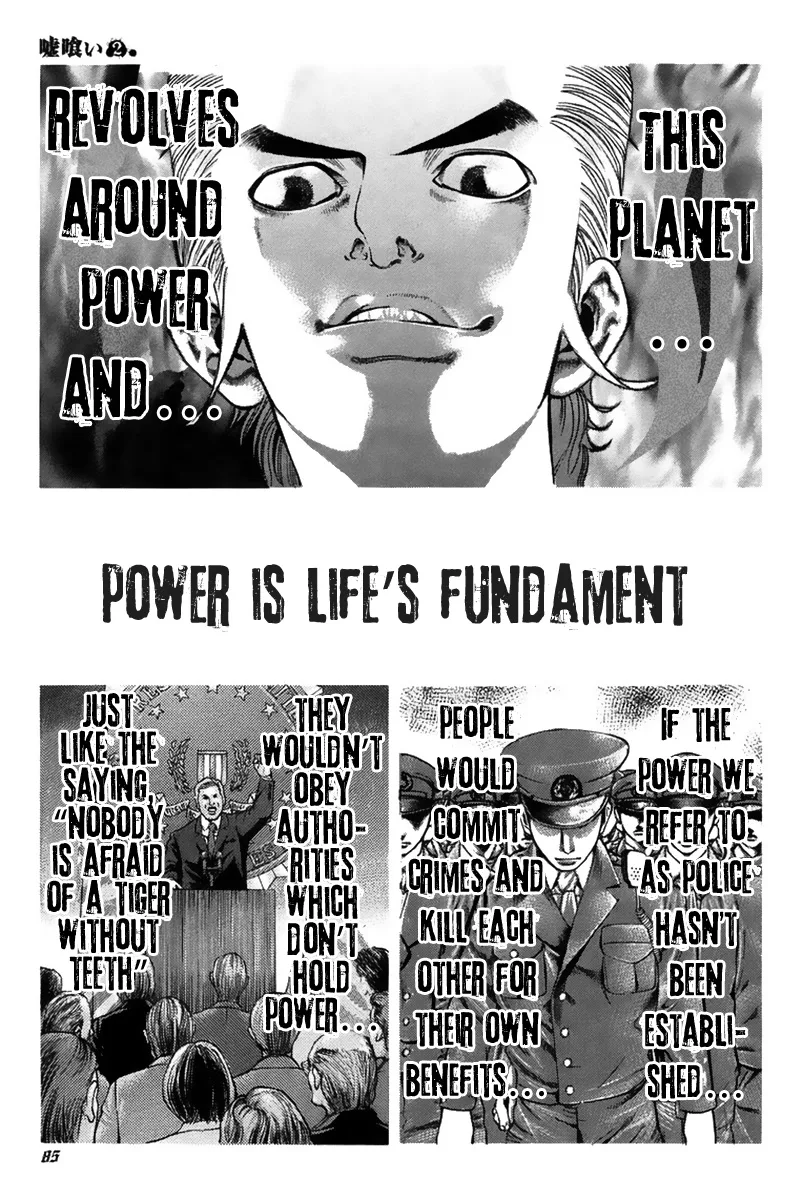 嘘喰い 2.
THIS
PLANET
...
REVOLVES
AROUND
POWER
AND...
POWER IS LIFE'S FUNDAMENT
IF THE
POWER WE
REFER TO
AS POLICE
HASN'T
BEEN
ESTABLI-
SHED...
PEOPLE
WOULD
COMMIT
CRIMES AND
KILL EACH
OTHER FOR
THEIR OWN
BENEFITS...
THEY
WOULDN'T
OBEY
AUTHO-
RITIES
WHICH
DON'T
HOLD
POWER...
JUST
LIKE THE
SAYING,
"NOBODY
IS AFRAID
OF A TIGER
WITHOUT
TEETH"
85